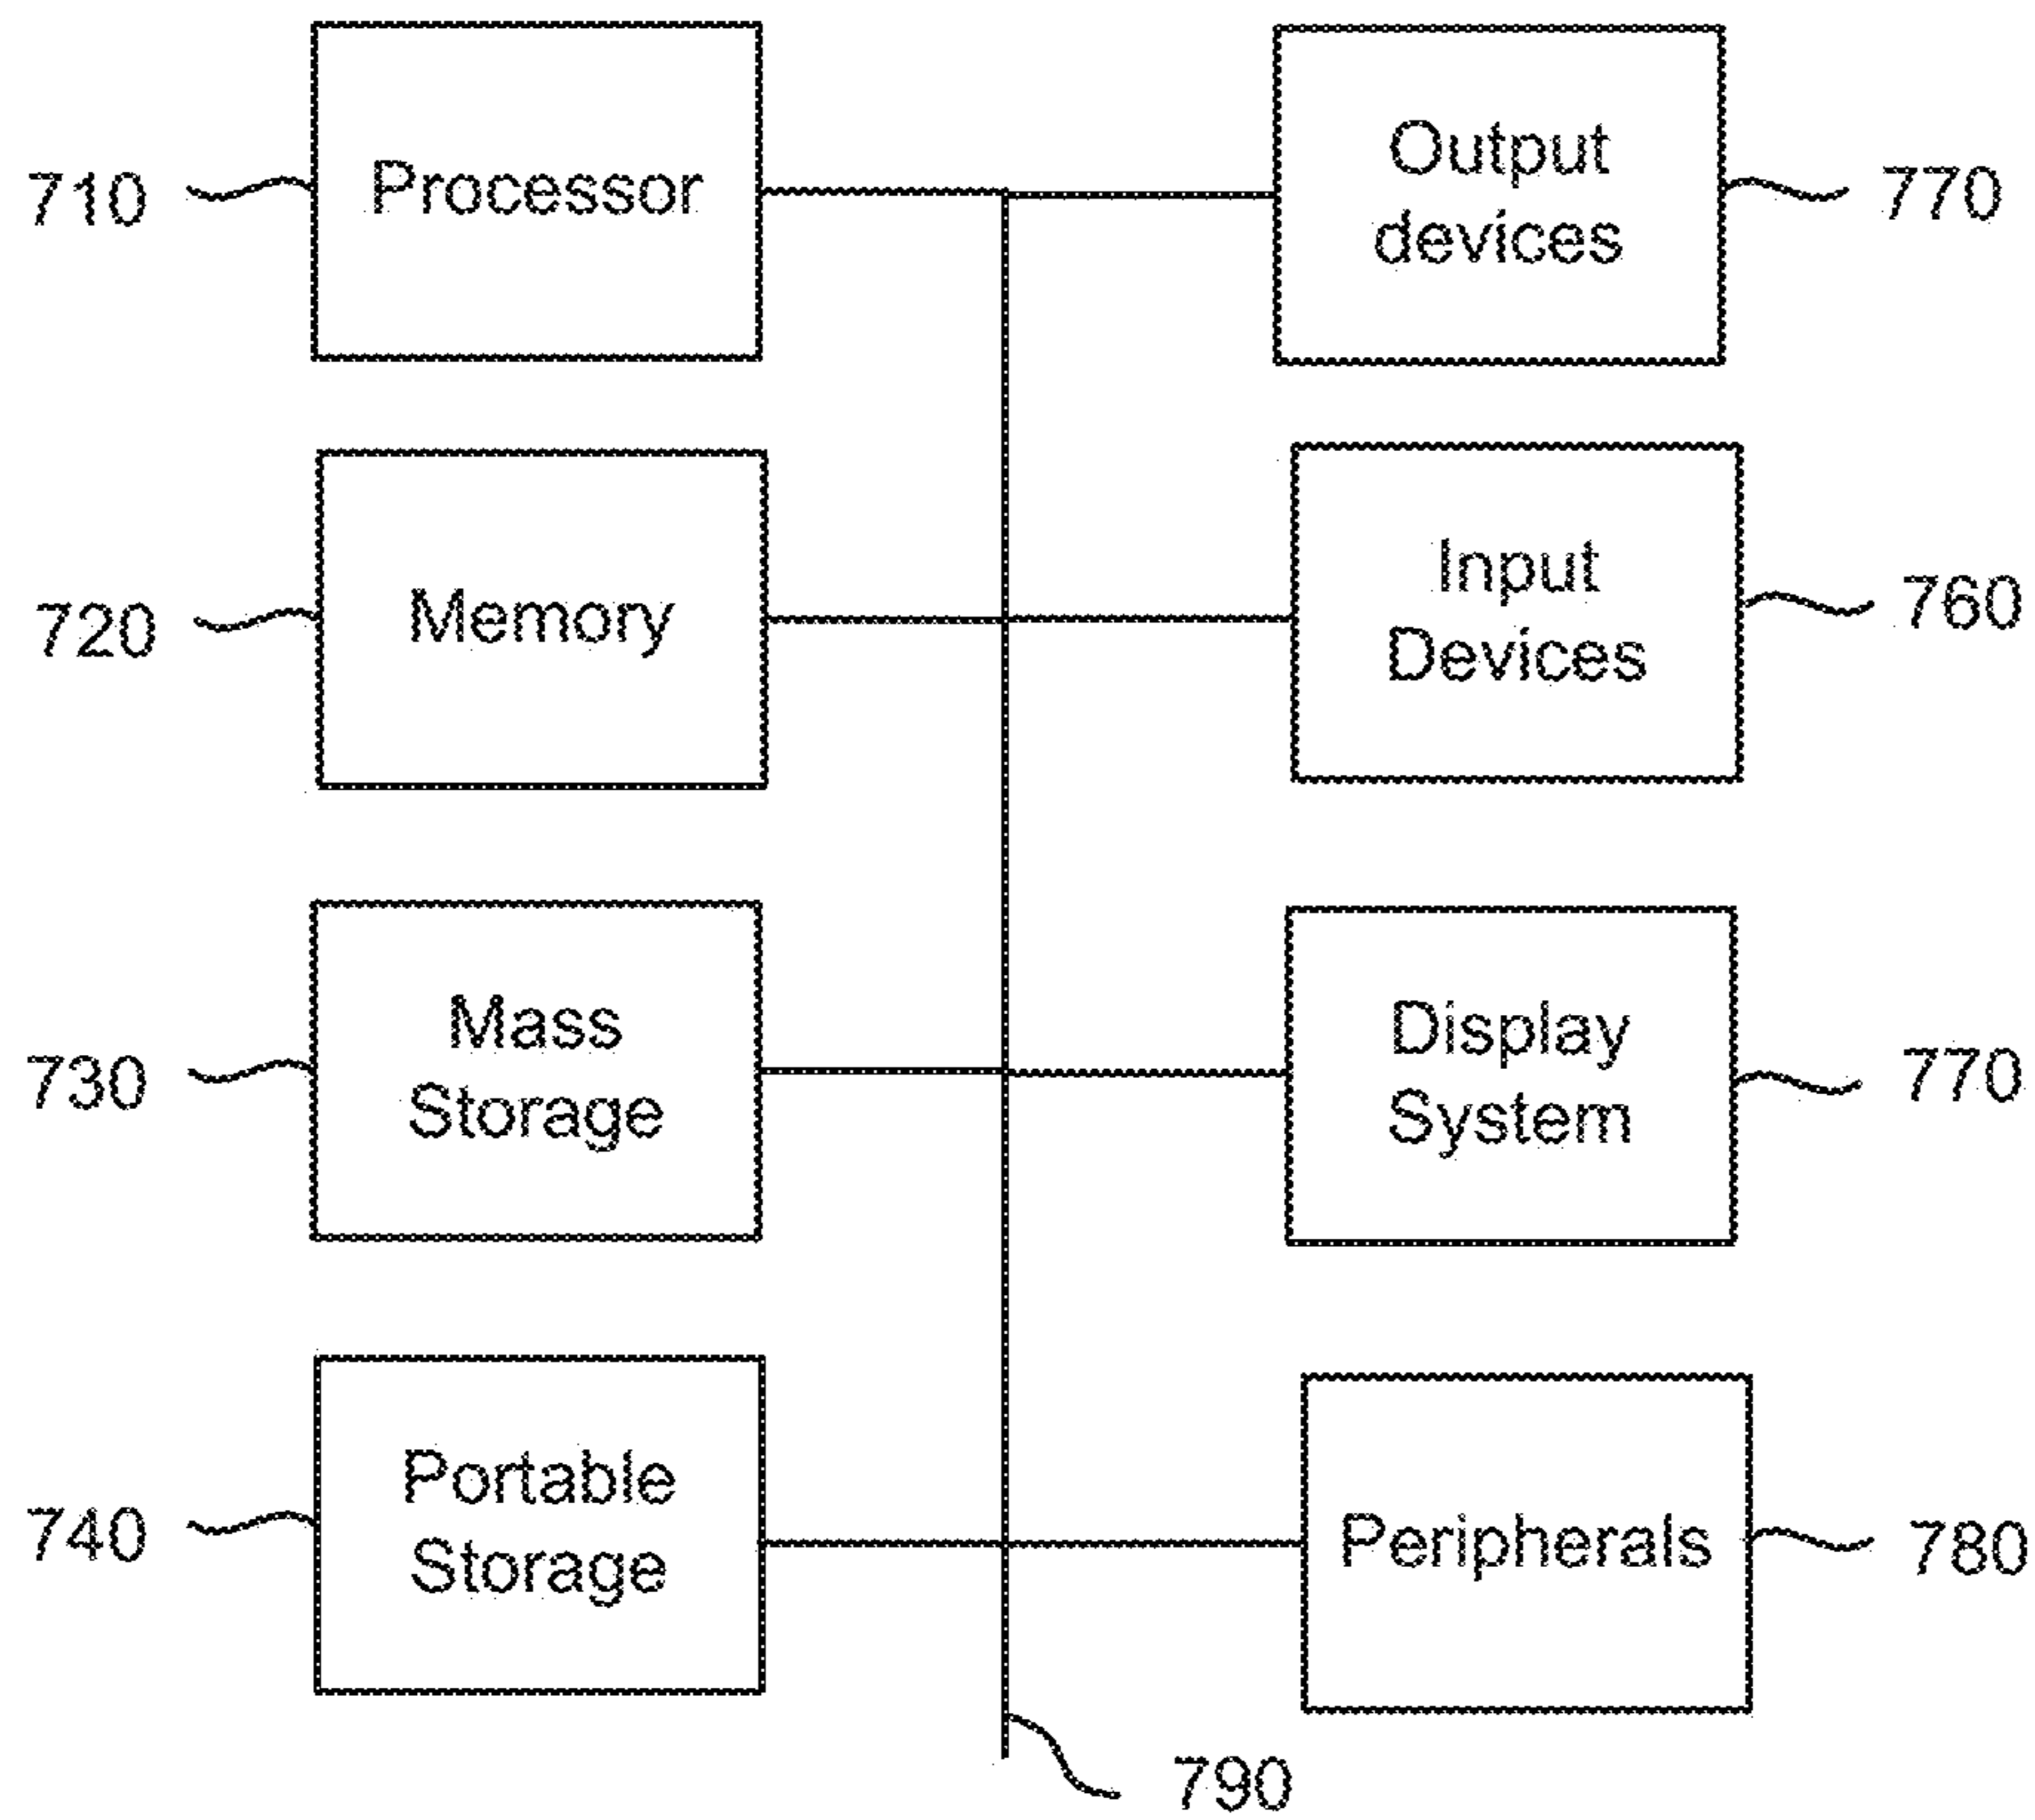 710
Processor
Output
devices
770
720
Memory
Input
Devices
760
730
Mass
Storage
Display
System
770
740
Portable
Storage
Peripherals
780
790